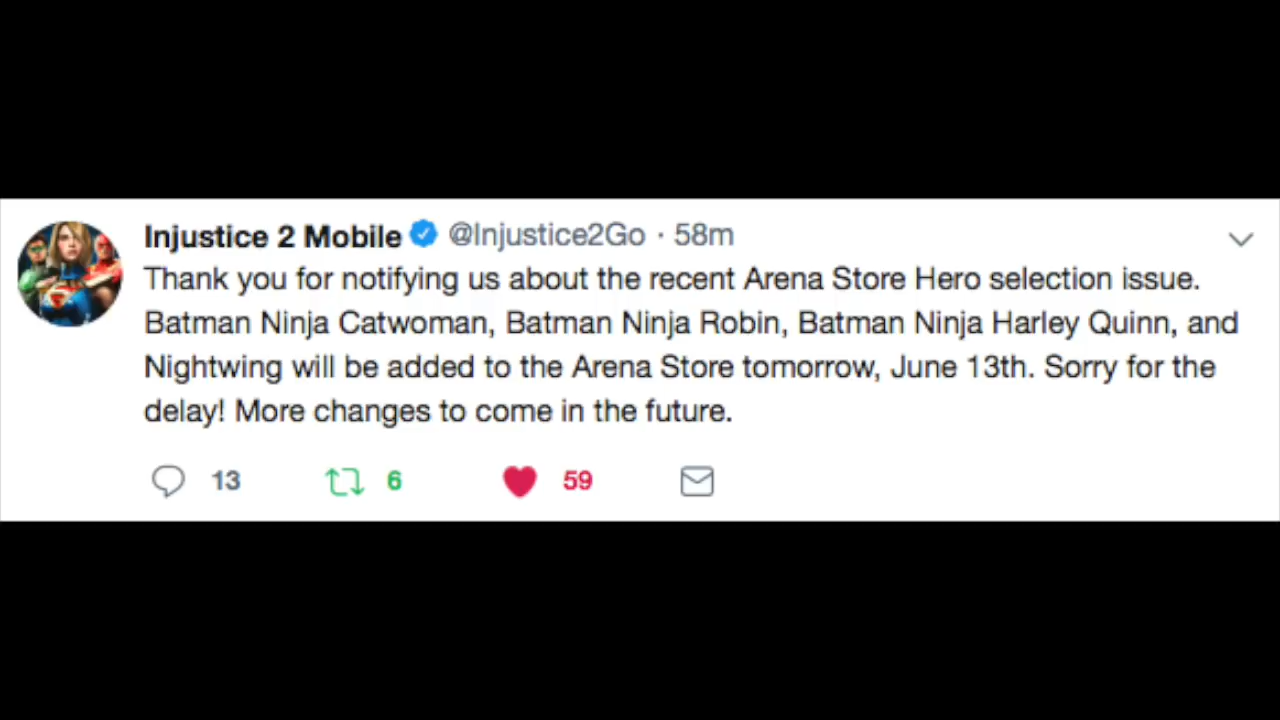 Injustice 2 Mobile @Injustice2Go · 58m
Thank you for notifying us about the recent Arena Store Hero selection issue.
Batman Ninja Catwoman, Batman Ninja Robin, Batman Ninja Harley Quinn, and
Nightwing will be added to the Arena Store tomorrow, June 13th. Sorry for the
delay! More changes to come in the future.
13 6 59